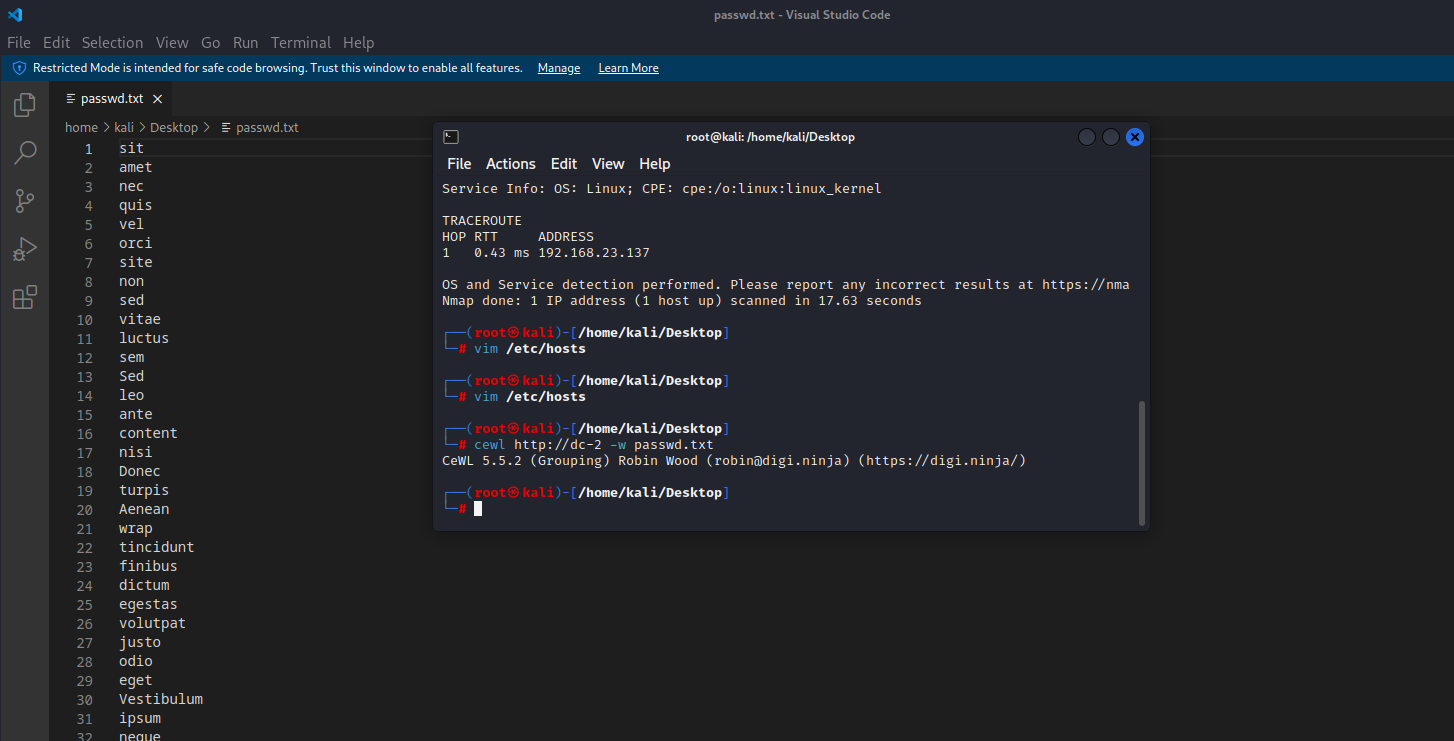 passwd.txt - Visual Studio Code
File Edit Selection View Go Run Terminal Help
Restricted Mode is intended for safe code browsing. Trust this window to enable all features. Manage Learn More
passwd.txt
home > kali > Desktop > passwd.txt
1 sit
2 amet
3 nec
4 quis
5 vel
6 orci
7 site
8 non
9 sed
10 vitae
11 luctus
12 sem
13 Sed
14 leo
15 ante
16 content
17 nisi
18 Donec
19 turpis
20 Aenean
21 wrap
22 tincidunt
23 finibus
24 dictum
25 egestas
26 volutpat
27 justo
28 odio
29 eget
30 Vestibulum
31 ipsum
32 neque
root@kali: /home/kali/Desktop
File Actions Edit View Help
Service Info: OS: Linux; CPE: cpe:/o:linux:linux_kernel
TRACEROUTE
HOP RTT     ADDRESS
1   0.43 ms 192.168.23.137
OS and Service detection performed. Please report any incorrect results at https://nma
Nmap done: 1 IP address (1 host up) scanned in 17.63 seconds
┌──(root㉿kali)-[/home/kali/Desktop]
└─# vim /etc/hosts
┌──(root㉿kali)-[/home/kali/Desktop]
└─# vim /etc/hosts
┌──(root㉿kali)-[/home/kali/Desktop]
└─# cewl http://dc-2 -w passwd.txt
CeWL 5.5.2 (Grouping) Robin Wood (robin@digi.ninja) (https://digi.ninja/)
┌──(root㉿kali)-[/home/kali/Desktop]
└─#